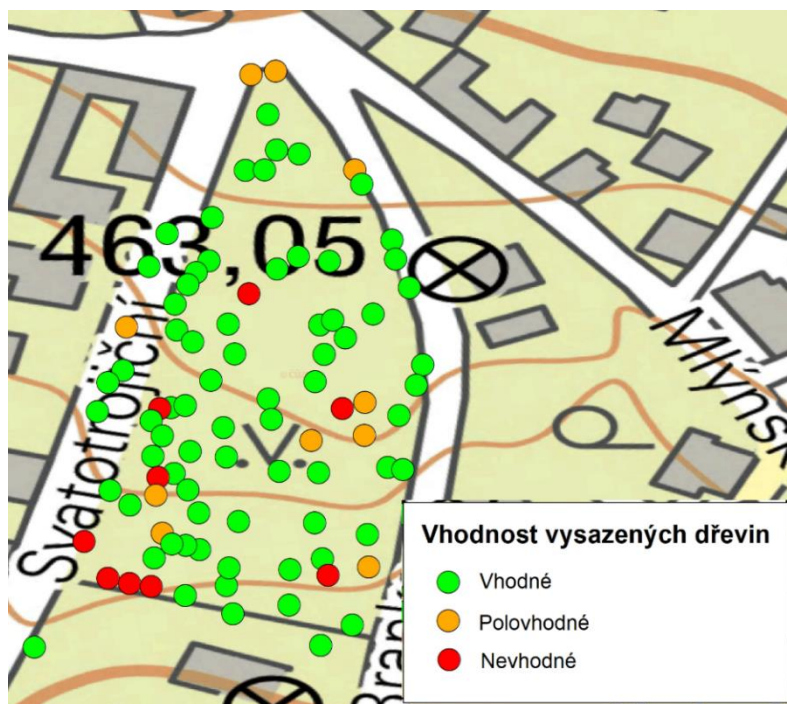 463,05
Svatotrojiční
Mlýnsk
Vhodnost vysazených dřevin
Vhodné
Polovhodné
Nevhodné